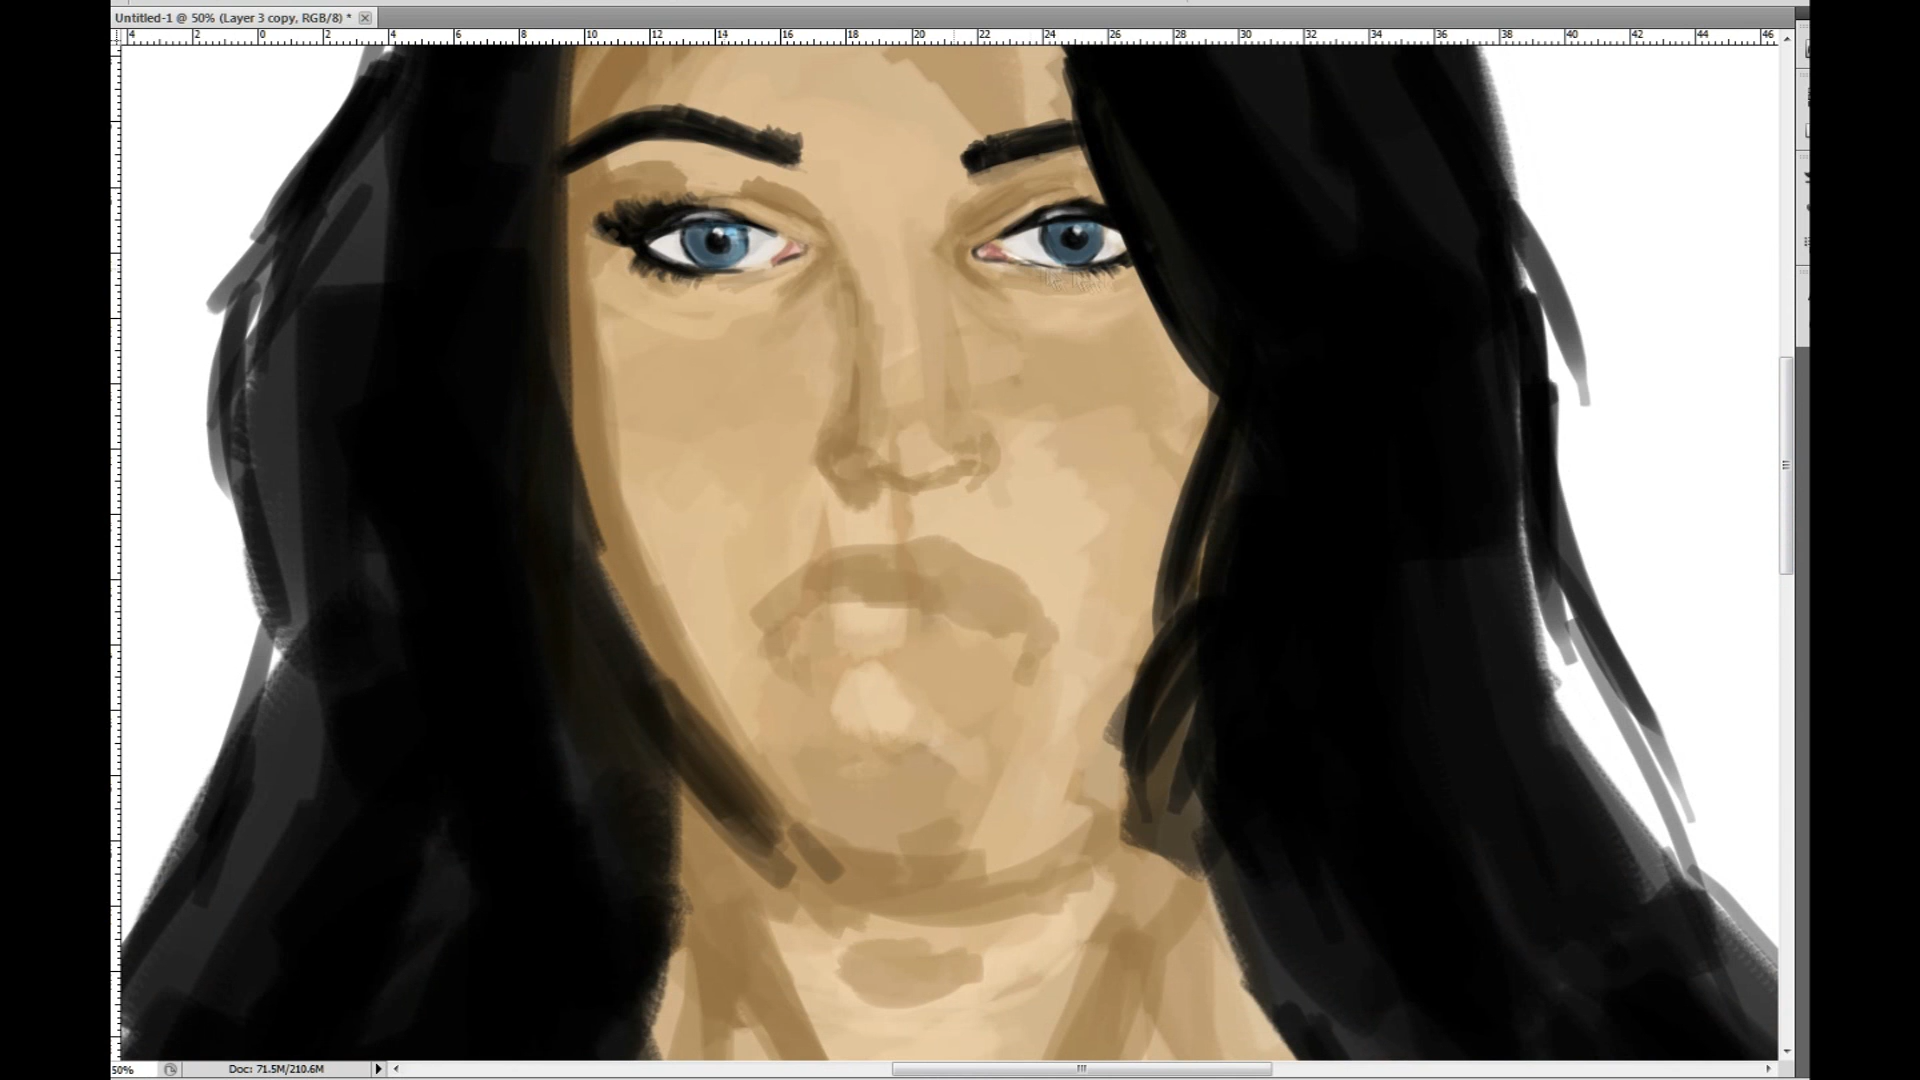 Untitled-1 @ 50% (Layer 3 copy, RGB/8) *
4 2 0 2 4 6 8 10 12 14 16 18 20 22 24 26 28 30 32 34 36 38 40 42 44 46
50% Doc: 71.5M/210.6M